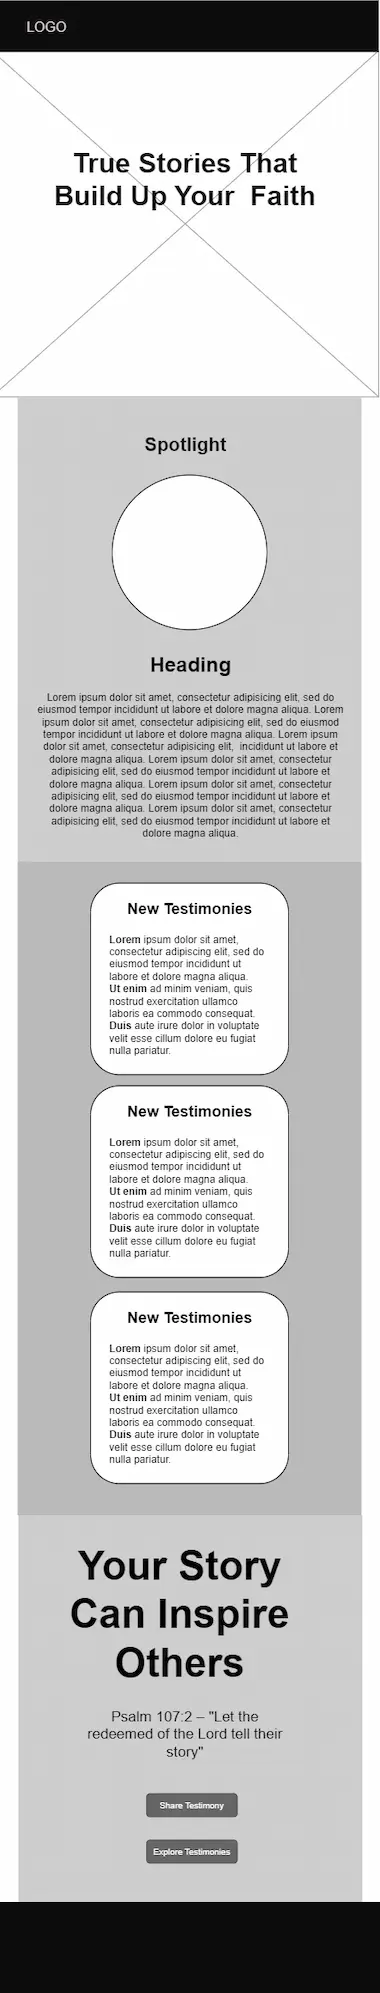 LOGO
True Stories That
Build Up Your  Faith
Spotlight
Heading
Lorem ipsum dolor sit amet, consectetur adipisicing elit, sed do
eiusmod tempor incididunt ut labore et dolore magna aliqua. Lorem
ipsum dolor sit amet, consectetur adipisicing elit, sed do eiusmod
tempor incididunt ut labore et dolore magna aliqua. Lorem ipsum
dolor sit amet, consectetur adipisicing elit,  incididunt ut labore et
dolore magna aliqua. Lorem ipsum dolor sit amet, consectetur
adipisicing elit, sed do eiusmod tempor incididunt ut labore et
dolore magna aliqua. Lorem ipsum dolor sit amet, consectetur
adipisicing elit, sed do eiusmod tempor incididunt ut labore et
dolore magna aliqua. Lorem ipsum dolor sit amet, consectetur
adipisicing elit, sed do eiusmod tempor incididunt ut labore et
dolore magna aliqua.
New Testimonies
Lorem ipsum dolor sit amet,
consectetur adipiscing elit, sed do
eiusmod tempor incididunt ut
labore et dolore magna aliqua.
Ut enim ad minim veniam, quis
nostrud exercitation ullamco
laboris ea commodo consequat.
Duis aute irure dolor in voluptate
velit esse cillum dolore eu fugiat
nulla pariatur.
New Testimonies
Lorem ipsum dolor sit amet,
consectetur adipiscing elit, sed do
eiusmod tempor incididunt ut
labore et dolore magna aliqua.
Ut enim ad minim veniam, quis
nostrud exercitation ullamco
laboris ea commodo consequat.
Duis aute irure dolor in voluptate
velit esse cillum dolore eu fugiat
nulla pariatur.
New Testimonies
Lorem ipsum dolor sit amet,
consectetur adipiscing elit, sed do
eiusmod tempor incididunt ut
labore et dolore magna aliqua.
Ut enim ad minim veniam, quis
nostrud exercitation ullamco
laboris ea commodo consequat.
Duis aute irure dolor in voluptate
velit esse cillum dolore eu fugiat
nulla pariatur.
Your Story
Can Inspire
Others
Psalm 107:2 – "Let the
redeemed of the Lord tell their
story"
Share Testimony
Explore Testimonies